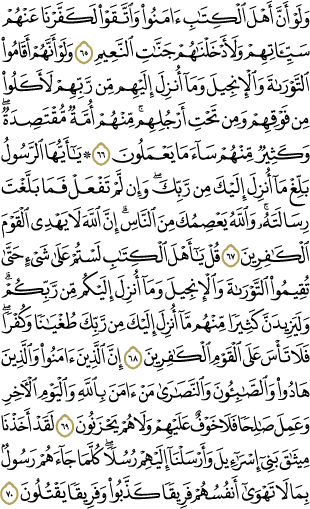 وَلَوْ أَنَّ أَهْلَ ٱلْكِتَٰبِ ءَامَنُوا۟ وَٱتَّقَوْا۟ لَكَفَّرْنَا عَنْهُمْ
سَيِّـَٔاتِهِمْ وَلَأَدْخَلْنَٰهُمْ جَنَّٰتِ ٱلنَّعِيمِ ٦٥ وَلَوْ أَنَّهُمْ أَقَامُوا۟
ٱلتَّوْرَىٰةَ وَٱلْإِنجِيلَ وَمَآ أُنزِلَ إِلَيْهِم مِّن رَّبِّهِمْ لَأَكَلُوا۟
مِن فَوْقِهِمْ وَمِن تَحْتِ أَرْجُلِهِم ۚ مِّنْهُمْ أُمَّةٌ مُّقْتَصِدَةٌ ۖ
وَكَثِيرٌ مِّنْهُمْ سَآءَ مَا يَعْمَلُونَ ٦٦ ۞ يَٰٓأَيُّهَا ٱلرَّسُولُ
بَلِّغْ مَآ أُنزِلَ إِلَيْكَ مِن رَّبِّكَ ۖ وَإِن لَّمْ تَفْعَلْ فَمَا بَلَّغْتَ
رِسَالَتَهُۥ ۚ وَٱللَّهُ يَعْصِمُكَ مِنَ ٱلنَّاسِ ۗ إِنَّ ٱللَّهَ لَا يَهْدِى ٱلْقَوْمَ
ٱلْكَٰفِرِينَ ٦٧ قُلْ يَٰٓأَهْلَ ٱلْكِتَٰبِ لَسْتُمْ عَلَىٰ شَىْءٍ حَتَّىٰ
تُقِيمُوا۟ ٱلتَّوْرَىٰةَ وَٱلْإِنجِيلَ وَمَآ أُنزِلَ إِلَيْكُم مِّن رَّبِّكُمْ ۗ
وَلَيَزِيدَنَّ كَثِيرًا مِّنْهُم مَّآ أُنزِلَ إِلَيْكَ مِن رَّبِّكَ طُغْيَٰنًا وَكُفْرًا ۖ
فَلَا تَأْسَ عَلَى ٱلْقَوْمِ ٱلْكَٰفِرِينَ ٦٨ إِنَّ ٱلَّذِينَ ءَامَنُوا۟ وَٱلَّذِينَ
هَادُوا۟ وَٱلصَّٰبِـُٔونَ وَٱلنَّصَٰرَىٰ مَنْ ءَامَنَ بِٱللَّهِ وَٱلْيَوْمِ ٱلْـَٔاخِرِ
وَعَمِلَ صَٰلِحًا فَلَا خَوْفٌ عَلَيْهِمْ وَلَا هُمْ يَحْزَنُونَ ٦٩ لَقَدْ أَخَذْنَا
مِيثَٰقَ بَنِىٓ إِسْرَٰٓءِيلَ وَأَرْسَلْنَآ إِلَيْهِمْ رُسُلًا ۖ كُلَّمَا جَآءَهُمْ رَسُولٌۢ
بِمَا لَا تَهْوَىٰٓ أَنفُسُهُمْ فَرِيقًا كَذَّبُوا۟ وَفَرِيقًا يَقْتُلُونَ ٧٠